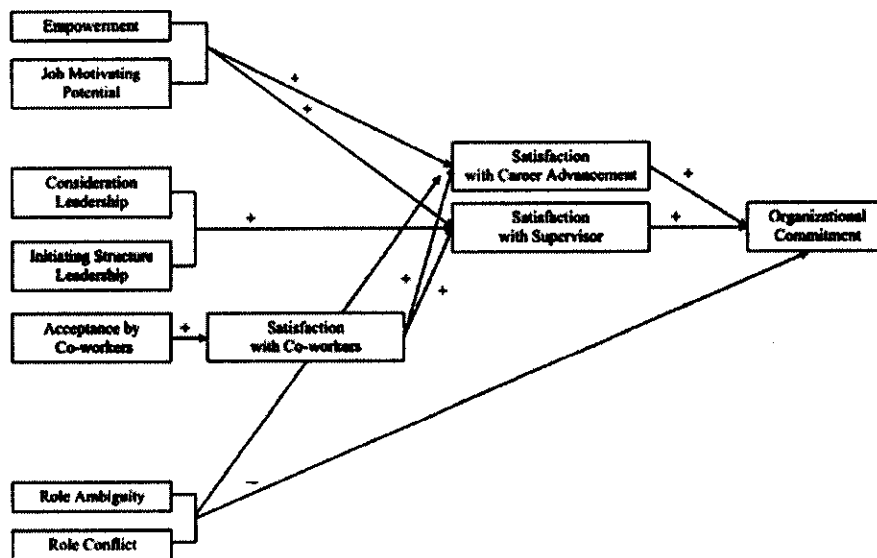 Empowerment
Job Motivating
Potential
+
+
Satisfaction
with Career Advancement
+
Consideration
Leadership
+
Satisfaction
with Supervisor
+
Organizational
Commitment
Initiating Structure
Leadership
+
+
Acceptance by
Co-workers
+
Satisfaction
with Co-workers
−
Role Ambiguity
Role Conflict